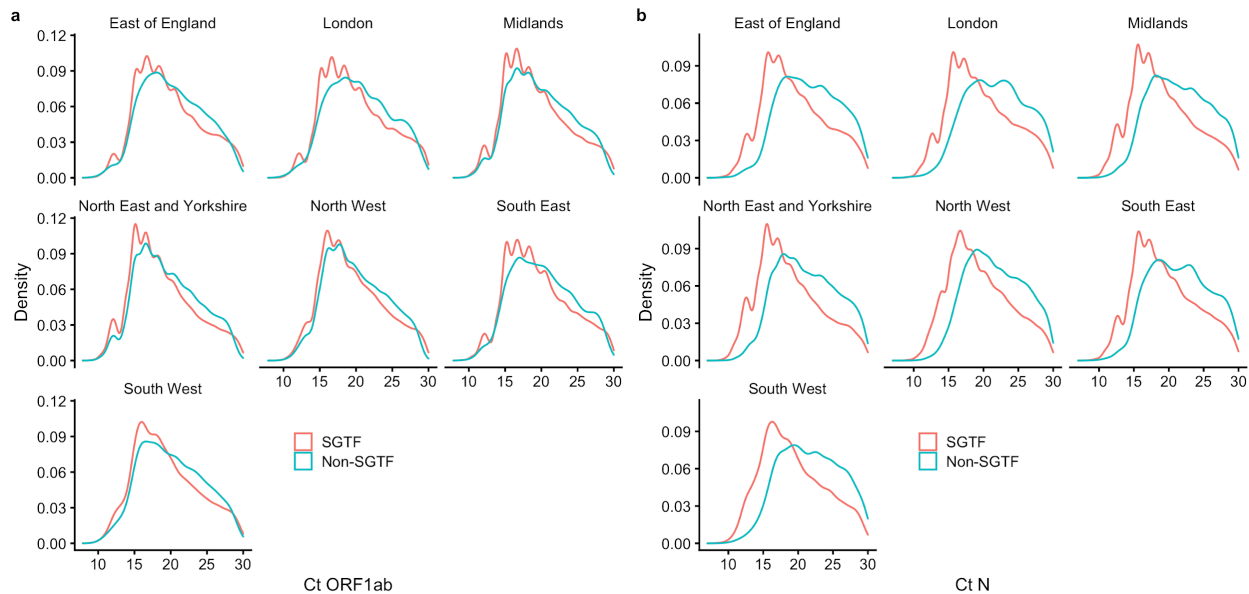 a
East of England
London
Midlands
0.12
0.09
0.06
0.03
0.00
North East and Yorkshire
North West
South East
0.12
0.09
0.06
0.03
0.00
10 15 20 25 30
10 15 20 25 30
South West
0.12
0.09
0.06
0.03
0.00
10 15 20 25 30
Density
SGTF
Non-SGTF
Ct ORF1ab
b
East of England
London
Midlands
0.09
0.06
0.03
0.00
North East and Yorkshire
North West
South East
0.09
0.06
0.03
0.00
10 15 20 25 30
10 15 20 25 30
South West
0.09
0.06
0.03
0.00
10 15 20 25 30
Density
SGTF
Non-SGTF
Ct N